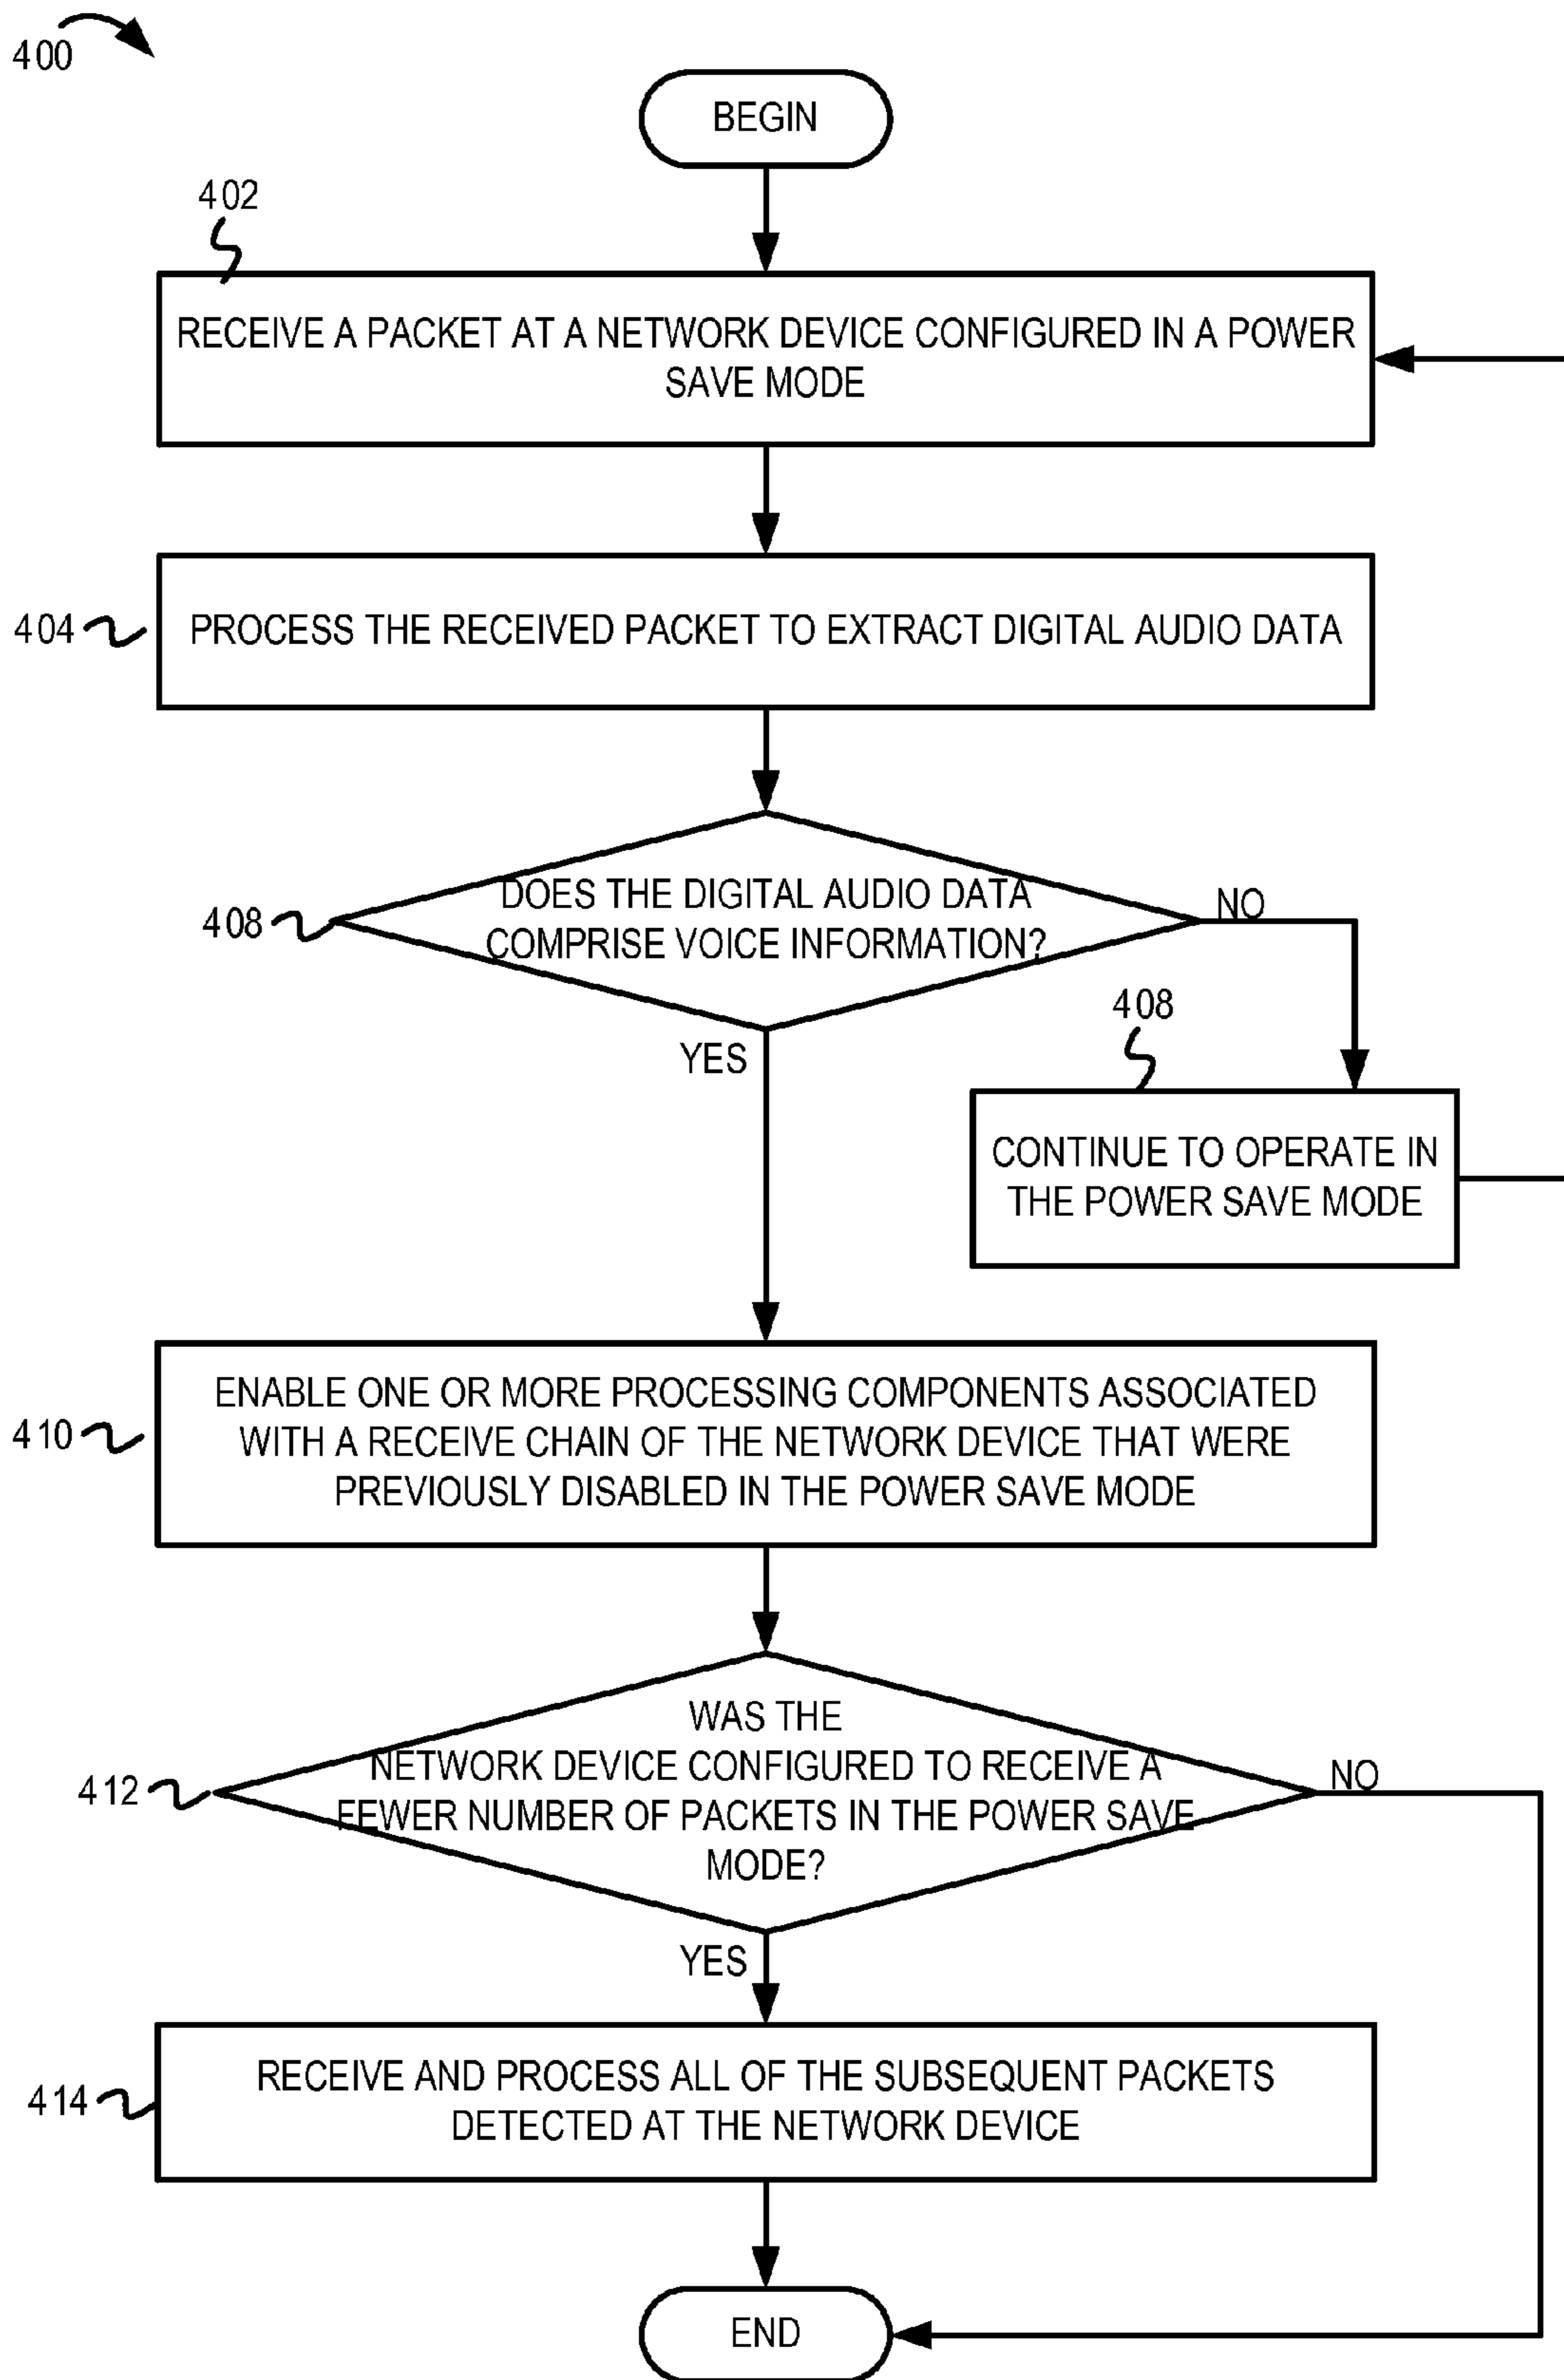 400
BEGIN
402
RECEIVE A PACKET AT A NETWORK DEVICE CONFIGURED IN A POWER
SAVE MODE
404
PROCESS THE RECEIVED PACKET TO EXTRACT DIGITAL AUDIO DATA
408
DOES THE DIGITAL AUDIO DATA
COMPRISE VOICE INFORMATION?
NO
YES
408
CONTINUE TO OPERATE IN
THE POWER SAVE MODE
410
ENABLE ONE OR MORE PROCESSING COMPONENTS ASSOCIATED
WITH A RECEIVE CHAIN OF THE NETWORK DEVICE THAT WERE
PREVIOUSLY DISABLED IN THE POWER SAVE MODE
412
WAS THE
NETWORK DEVICE CONFIGURED TO RECEIVE A
FEWER NUMBER OF PACKETS IN THE POWER SAVE
MODE?
NO
YES
414
RECEIVE AND PROCESS ALL OF THE SUBSEQUENT PACKETS
DETECTED AT THE NETWORK DEVICE
END